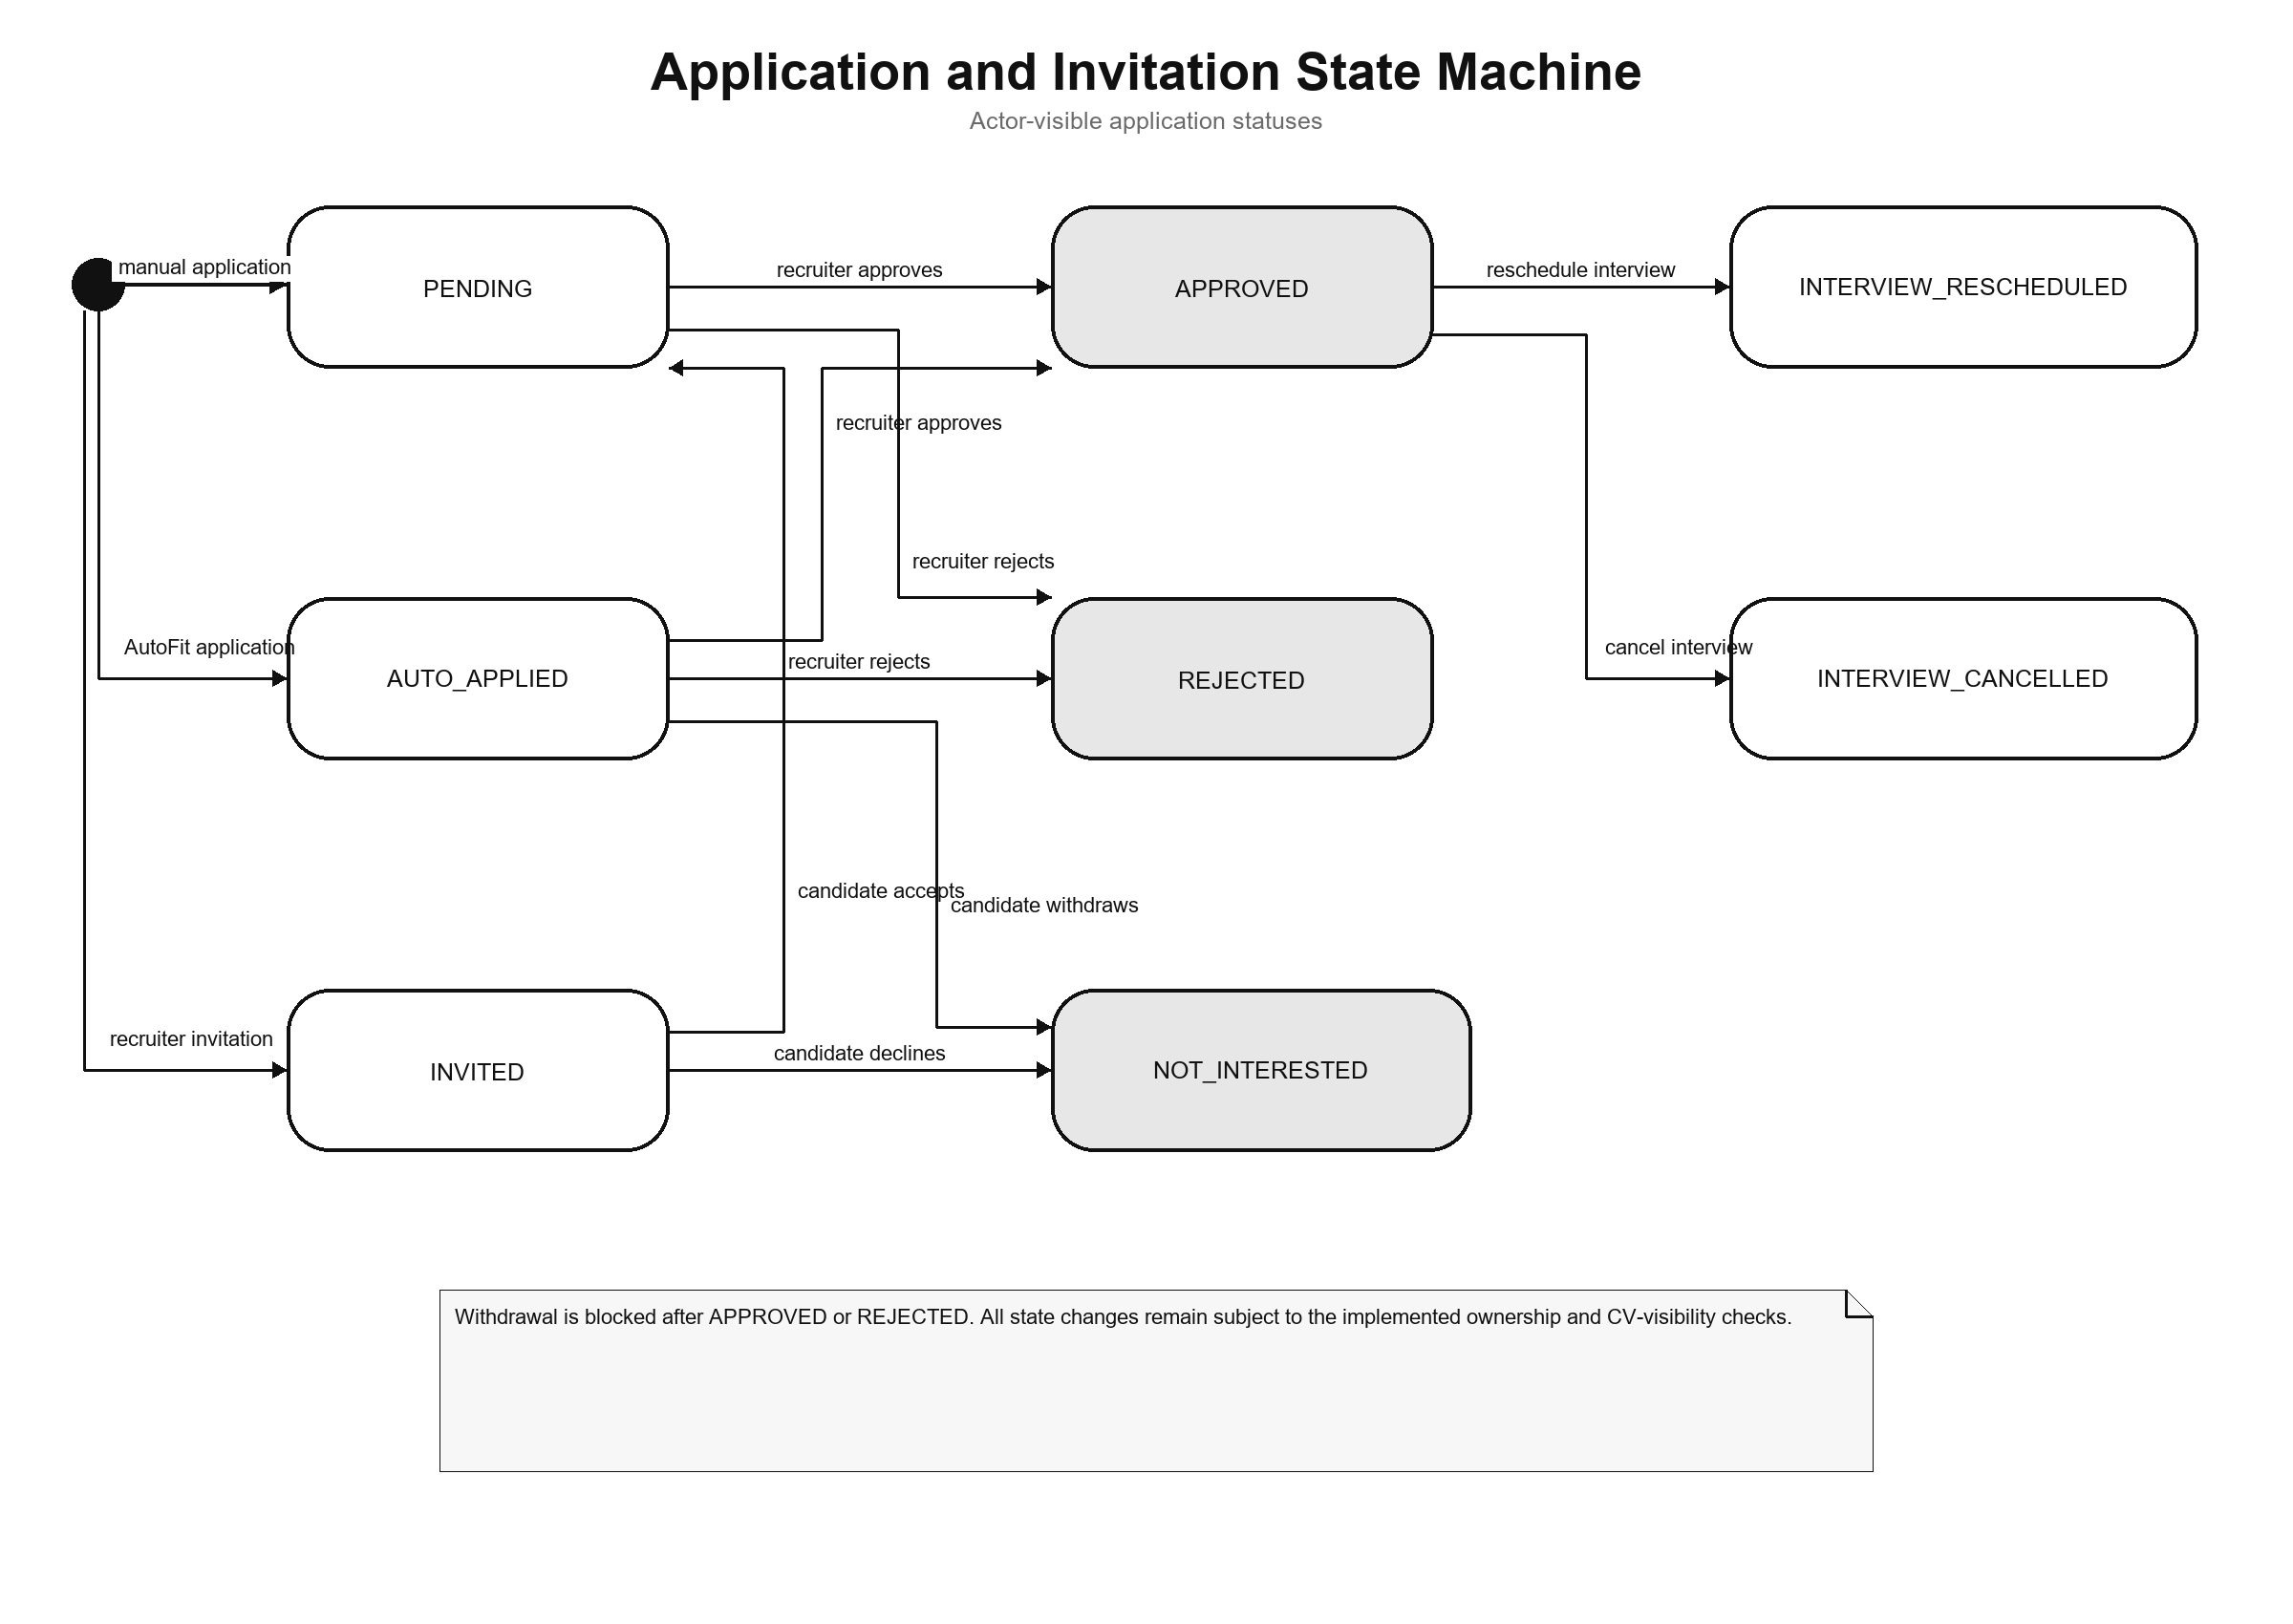 Application and Invitation State Machine
Actor-visible application statuses
manual application
PENDING
recruiter approves
APPROVED
reschedule interview
INTERVIEW_RESCHEDULED
recruiter approves
recruiter rejects
AutoFit application
AUTO_APPLIED
recruiter rejects
REJECTED
cancel interview
INTERVIEW_CANCELLED
candidate accepts
candidate withdraws
recruiter invitation
INVITED
candidate declines
NOT_INTERESTED
Withdrawal is blocked after APPROVED or REJECTED. All state changes remain subject to the implemented ownership and CV-visibility checks.